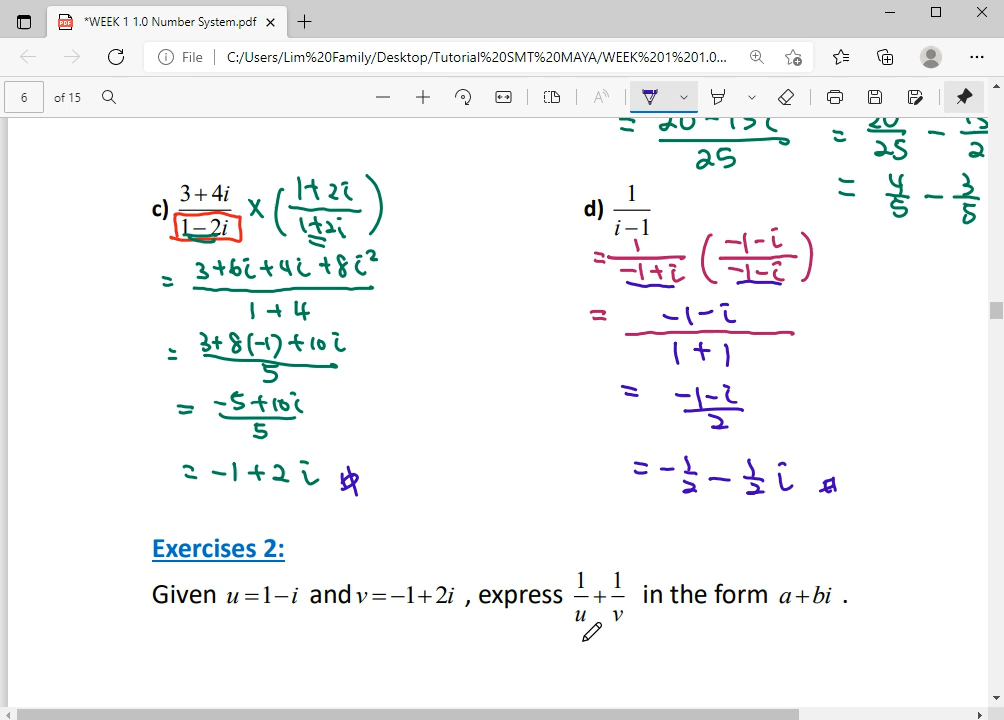 *WEEK 1 1.0 Number System.pdf
File C:/Users/Lim%20Family/Desktop/Tutorial%20SMT%20MAYA/WEEK%201%201.0...
6 of 15
= 20-15i / 25 = 20/25 - 15/2
= 4/5 - 3/5
c) 3+4i / 1-2i × (1+2i / 1+2i)
= 3+6i+4i+8i² / 1+4
= 3+8(-1)+10i / 5
= -5+10i / 5
= -1+2i
d) 1 / i-1
= 1 / -1+i (-1-i / -1-i)
= -1-i / 1+1
= -1-i / 2
= -1/2 - 1/2 i
Exercises 2:
Given u=1-i and v=-1+2i , express 1/u + 1/v in the form a+bi .